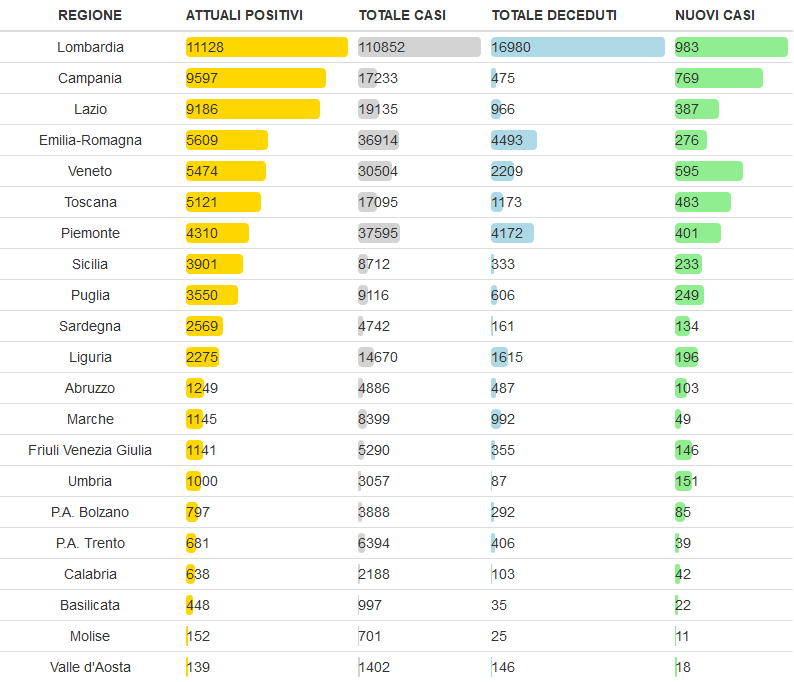 REGIONE ATTUALI POSITIVI TOTALE CASI TOTALE DECEDUTI NUOVI CASI
Lombardia 11128 110852 16980 983
Campania 9597 17233 475 769
Lazio 9186 19135 966 387
Emilia-Romagna 5609 36914 4493 276
Veneto 5474 30504 2209 595
Toscana 5121 17095 1173 483
Piemonte 4310 37595 4172 401
Sicilia 3901 8712 333 233
Puglia 3550 9116 606 249
Sardegna 2569 4742 161 134
Liguria 2275 14670 1615 196
Abruzzo 1249 4886 487 103
Marche 1145 8399 992 49
Friuli Venezia Giulia 1141 5290 355 146
Umbria 1000 3057 87 151
P.A. Bolzano 797 3888 292 85
P.A. Trento 681 6394 406 39
Calabria 638 2188 103 42
Basilicata 448 997 35 22
Molise 152 701 25 11
Valle d'Aosta 139 1402 146 18